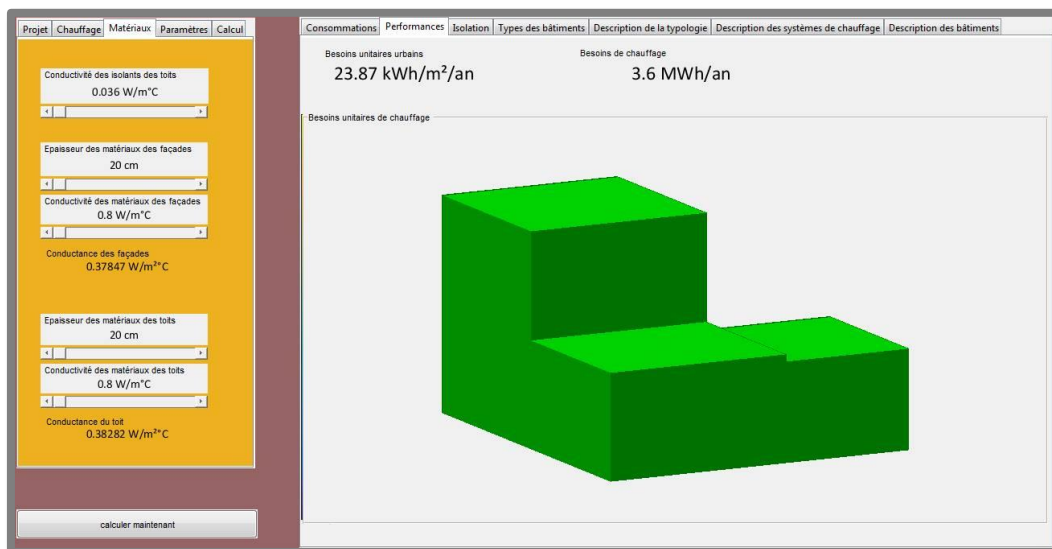 Projet Chauffage Matériaux Paramètres Calcul
Conductivité des isolants des toits
0.036 W/m°C
Epaisseur des matériaux des façades
20 cm
Conductivité des matériaux des façades
0.8 W/m°C
Conductance des façades
0.37847 W/m²°C
Epaisseur des matériaux des toits
20 cm
Conductivité des matériaux des toits
0.8 W/m°C
Conductance du toit
0.38282 W/m²°C
calculer maintenant
Consommations Performances Isolation Types des bâtiments Description de la typologie Description des systèmes de chauffage Description des bâtiments
Besoins unitaires urbains
23.87 kWh/m²/an
Besoins de chauffage
3.6 MWh/an
Besoins unitaires de chauffage